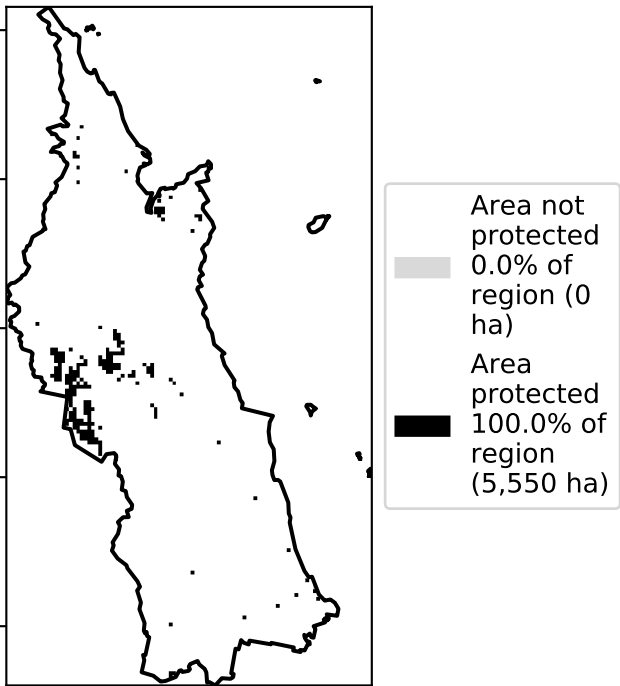 Area not
protected
0.0% of
region (0
ha)
Area
protected
100.0% of
region
(5,550 ha)